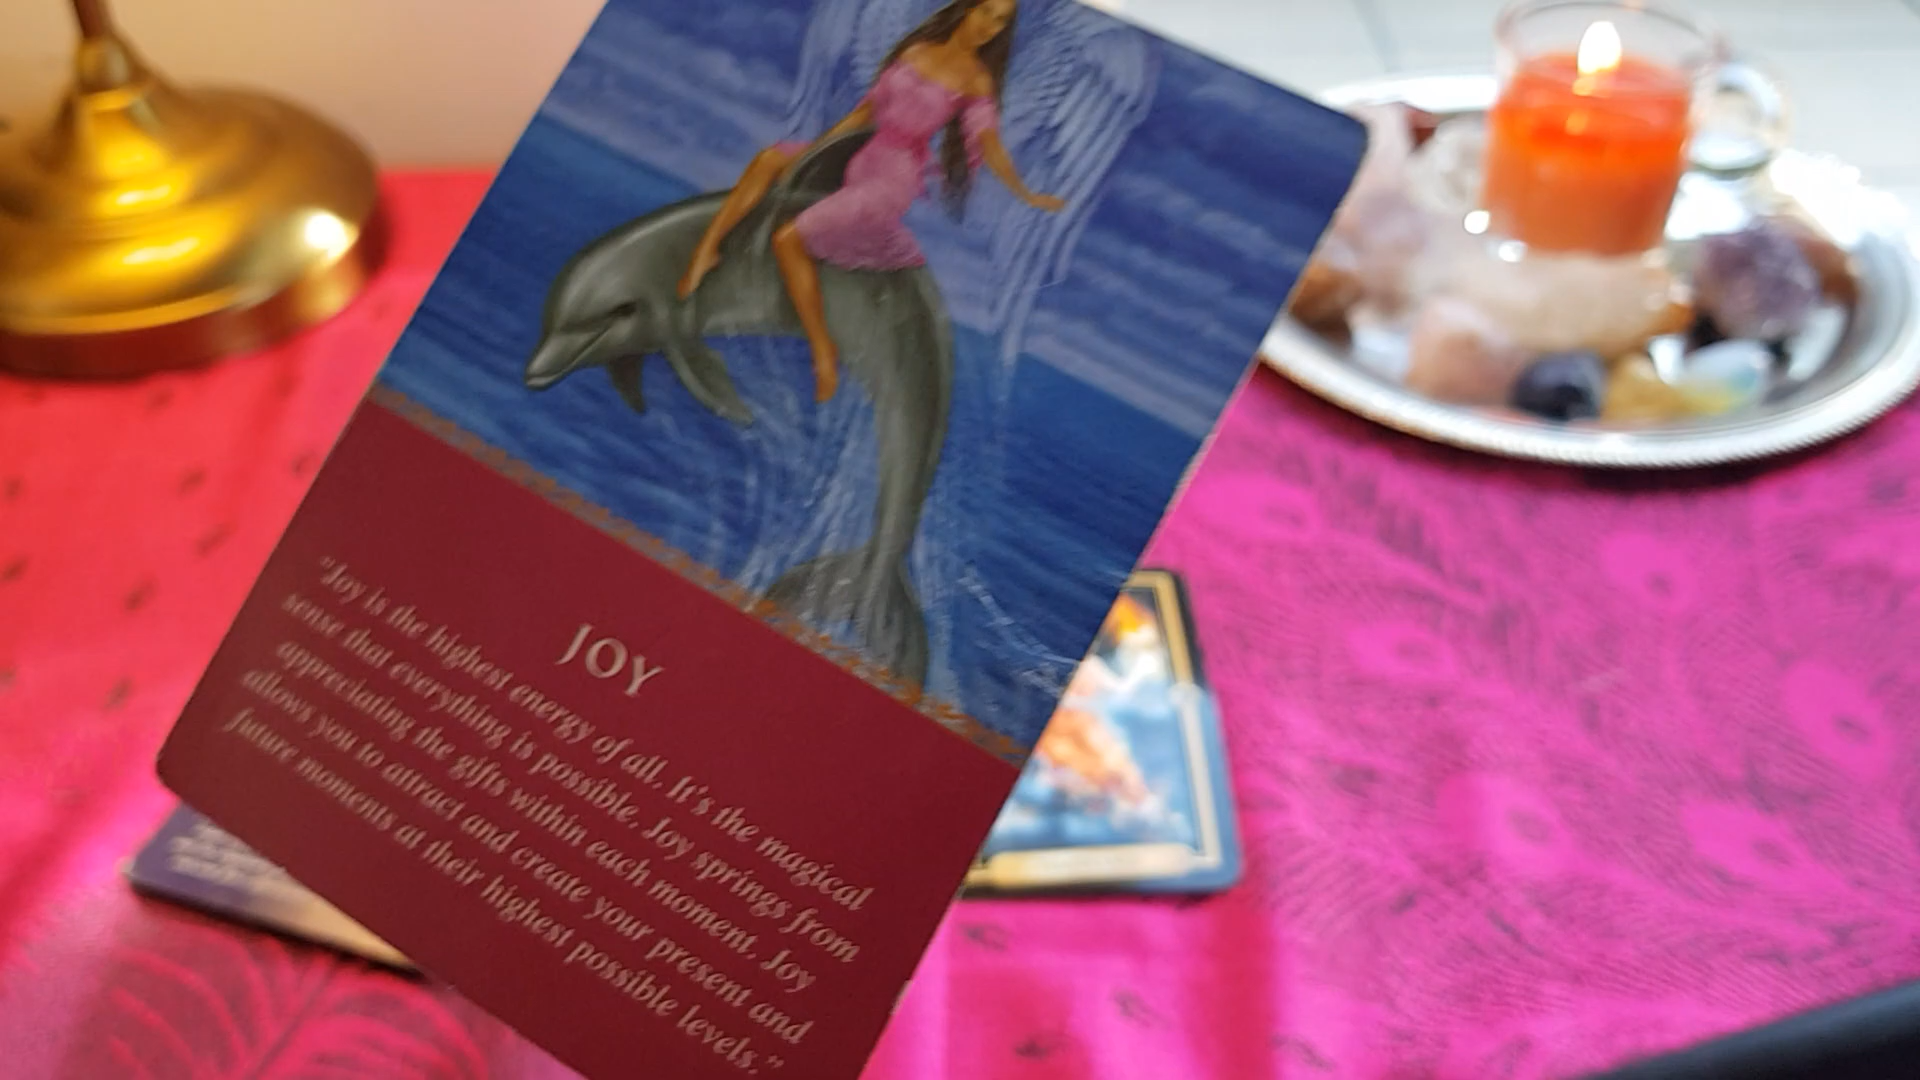 JOY
"Joy is the highest energy of all. It's the magical
sense that everything is possible. Joy springs from
appreciating the gifts within each moment. Joy
allows you to attract and create your present and
future moments at their highest possible levels."